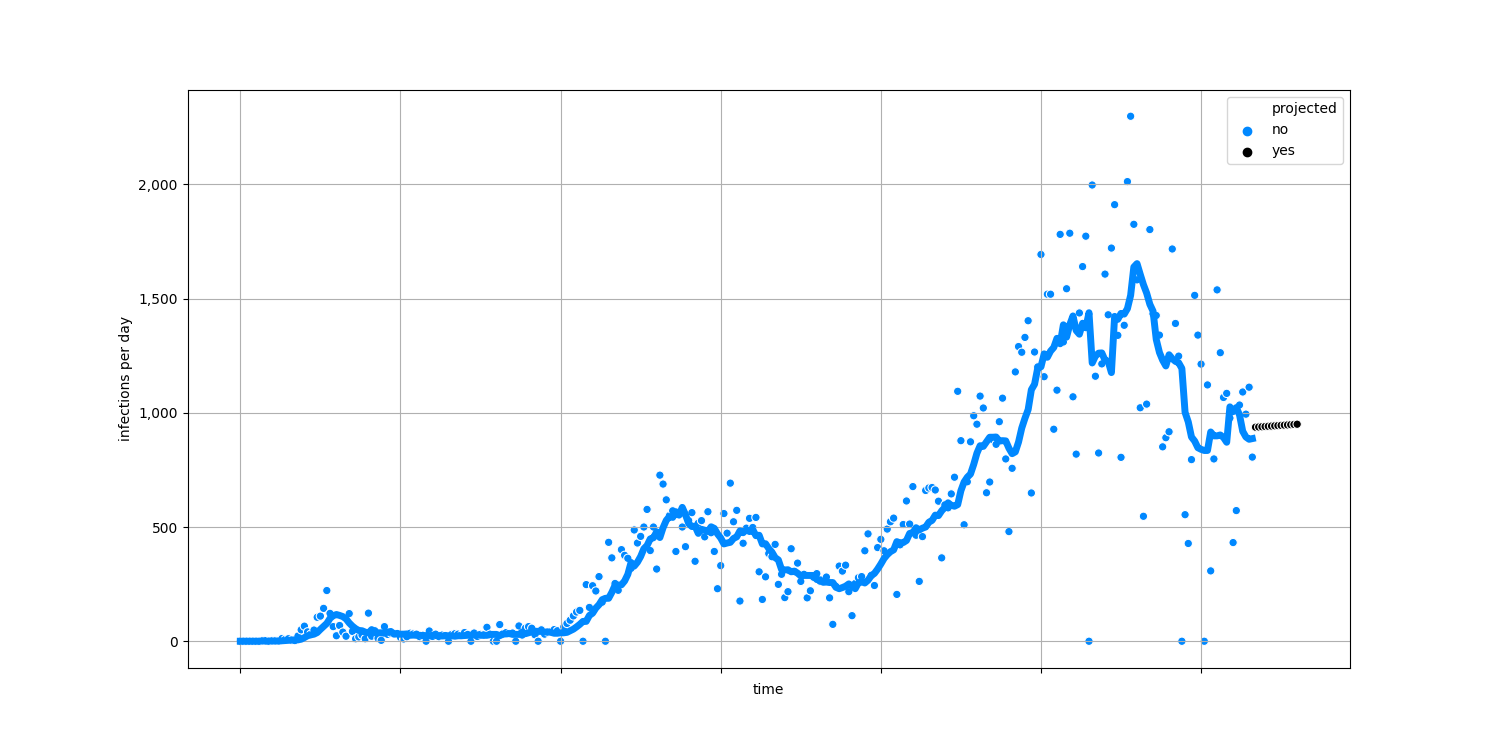 projected
no
yes
2,000
1,500
1,000
500
0
infections per day
time